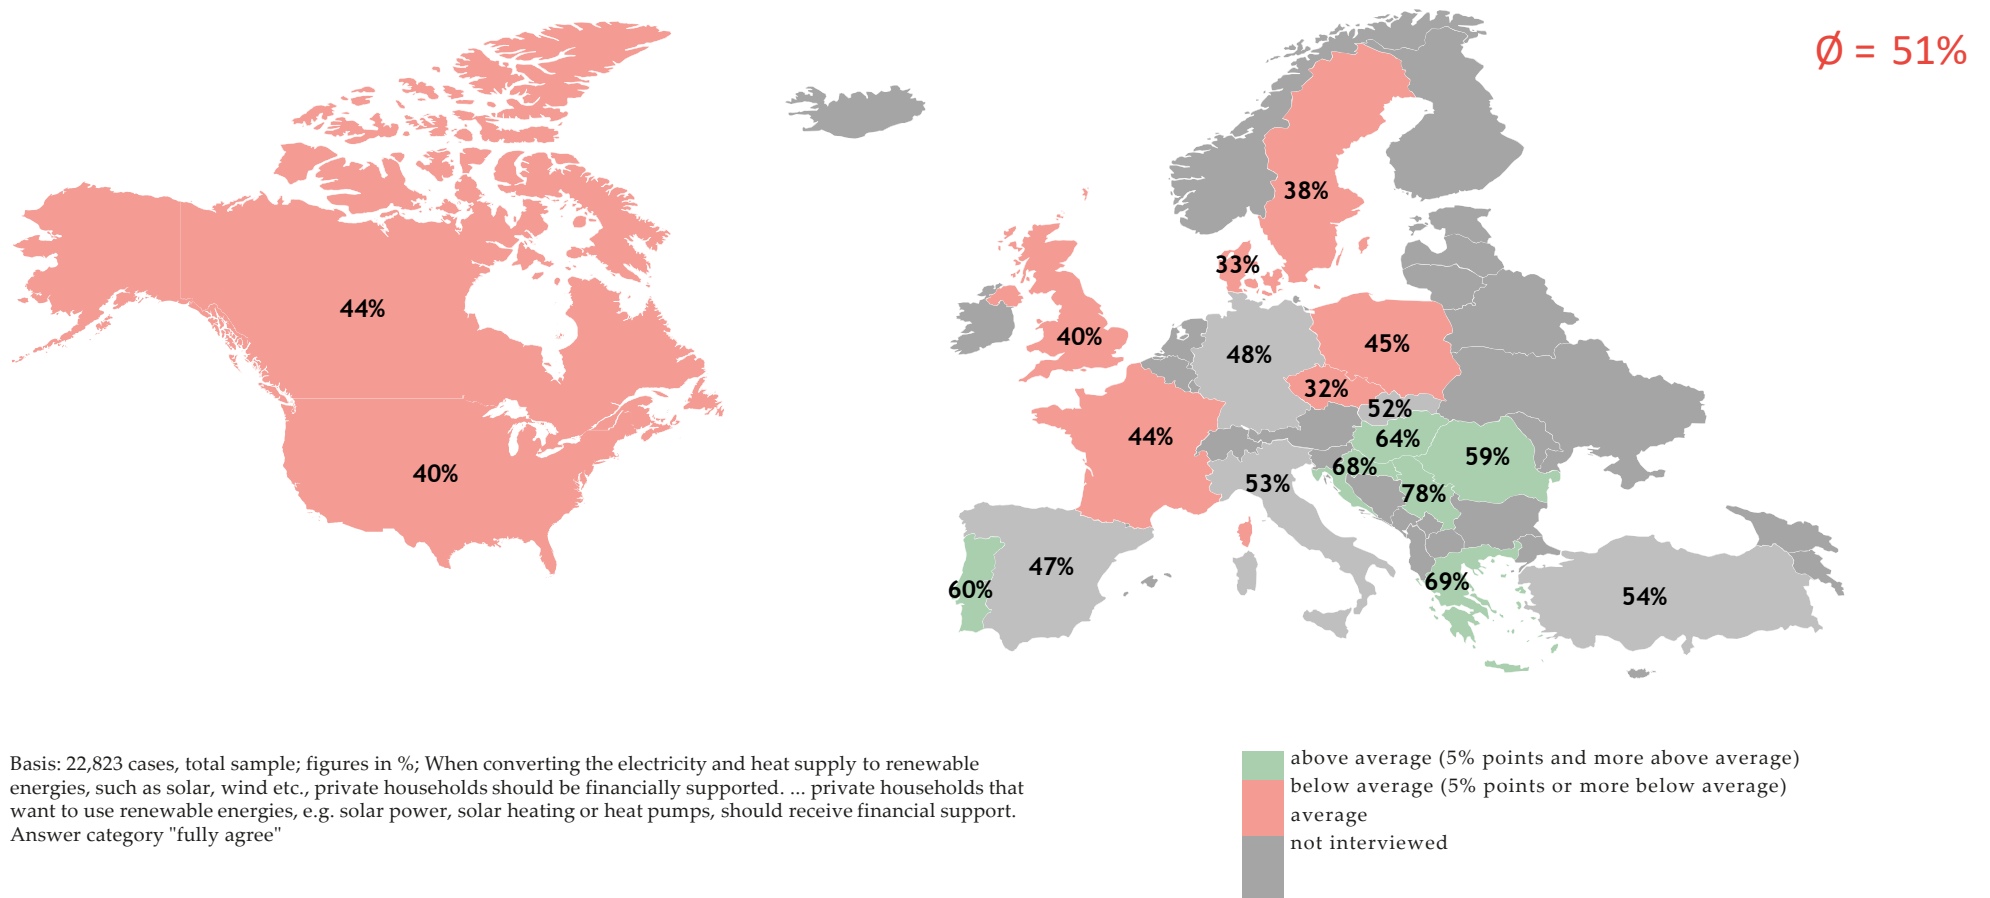 Ø = 51%
38%
33%
44%
40%
48%
45%
32%
52%
44%
64%
59%
68%
53%
78%
40%
47%
69%
60%
54%
Basis: 22,823 cases, total sample; figures in %; When converting the electricity and heat supply to renewable
energies, such as solar, wind etc., private households should be financially supported. ... private households that
want to use renewable energies, e.g. solar power, solar heating or heat pumps, should receive financial support.
Answer category "fully agree"
above average (5% points and more above average)
below average (5% points or more below average)
average
not interviewed